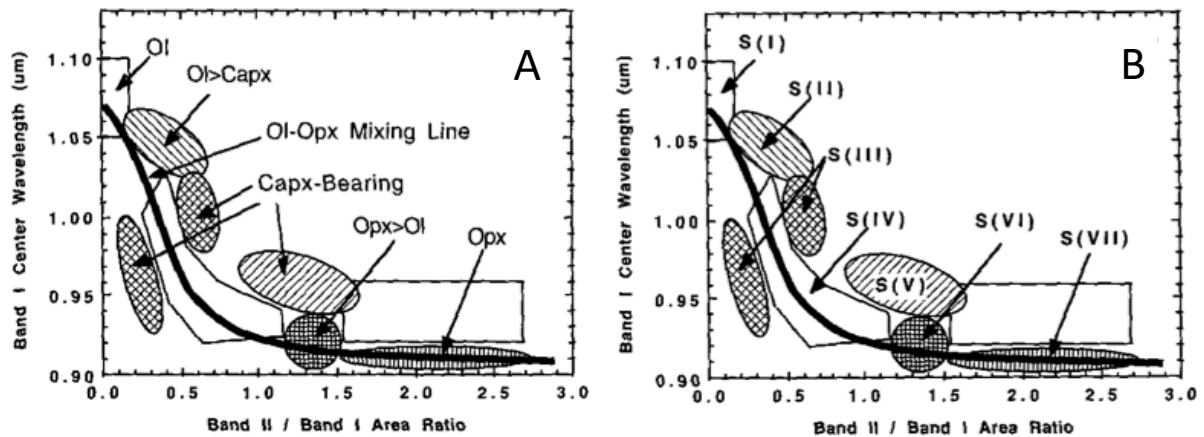 A
Ol
Ol>Capx
Ol-Opx Mixing Line
Capx-Bearing
Opx>Ol
Opx
1.10
1.05
1.00
0.95
0.90
Band I Center Wavelength (um)
0.0 0.5 1.0 1.5 2.0 2.5 3.0
Band II / Band I Area Ratio
B
S(I)
S(II)
S(III)
S(IV)
S(VI)
S(VII)
S(V)
1.10
1.05
1.00
0.95
0.90
Band I Center Wavelength (um)
0.0 0.5 1.0 1.5 2.0 2.5 3.0
Band II / Band I Area Ratio